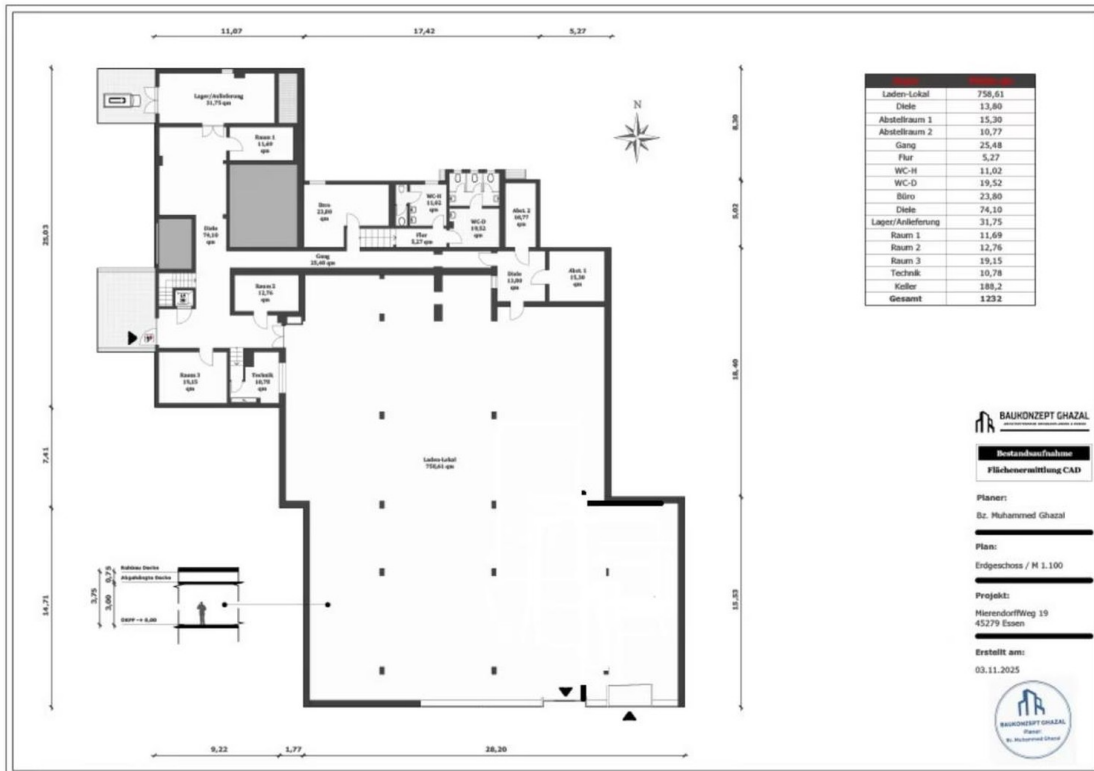 11,07
17,42
5,27
Lager/Anlieferung
31,75 qm
Raum 1
11,69
qm
N
Büro
23,80
qm
WC-H
11,02
qm
WC-D
19,52
qm
Abst. 2
10,77
qm
Diele
74,10
qm
Flur
5,27 qm
Gang
25,48 qm
Diele
13,80
qm
Abst. 1
15,30
qm
Raum 2
12,76
qm
Raum 3
19,15
qm
Technik
10,78
qm
Laden-Lokal
758,61 qm
25,03
7,41
14,71
8,30
5,02
18,40
15,53
9,22
1,77
28,20
Rohbau Decke
Abgehängte Decke
OKFF
0,75
3,75
3,00
Laden-Lokal 758,61
Diele 13,80
Abstellraum 1 15,30
Abstellraum 2 10,77
Gang 25,48
Flur 5,27
WC-H 11,02
WC-D 19,52
Büro 23,80
Diele 74,10
Lager/Anlieferung 31,75
Raum 1 11,69
Raum 2 12,76
Raum 3 19,15
Technik 10,78
Keller 188,2
Gesamt 1232
BAUKONZEPT GHAZAL
Bestandsaufnahme
Flächenermittlung CAD
Planer:
Bz. Muhammed Ghazal
Plan:
Erdgeschoss / M 1.100
Projekt:
MierendorffWeg 19
45279 Essen
Erstellt am:
03.11.2025
BAUKONZEPT GHAZAL
Planer:
Bz. Muhammed Ghazal